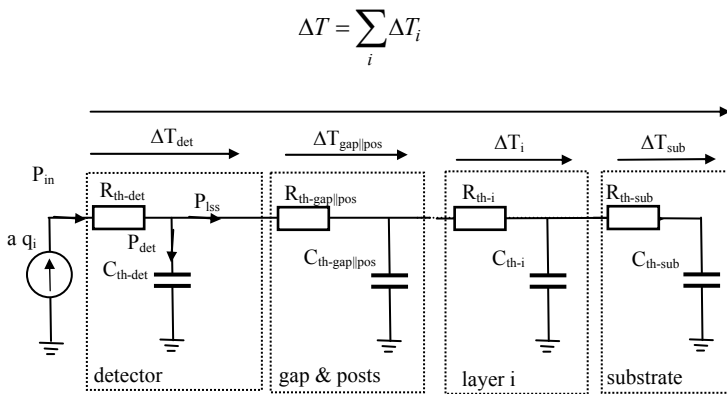 ΔT = ∑ ΔTᵢ
i
ΔT_det ΔT_gap||pos ΔT_i ΔT_sub
P_in
R_th-det P_lss R_th-gap||pos R_th-i R_th-sub
a q_i P_det
C_th-det C_th-gap||pos C_th-i C_th-sub
detector gap & posts layer i substrate